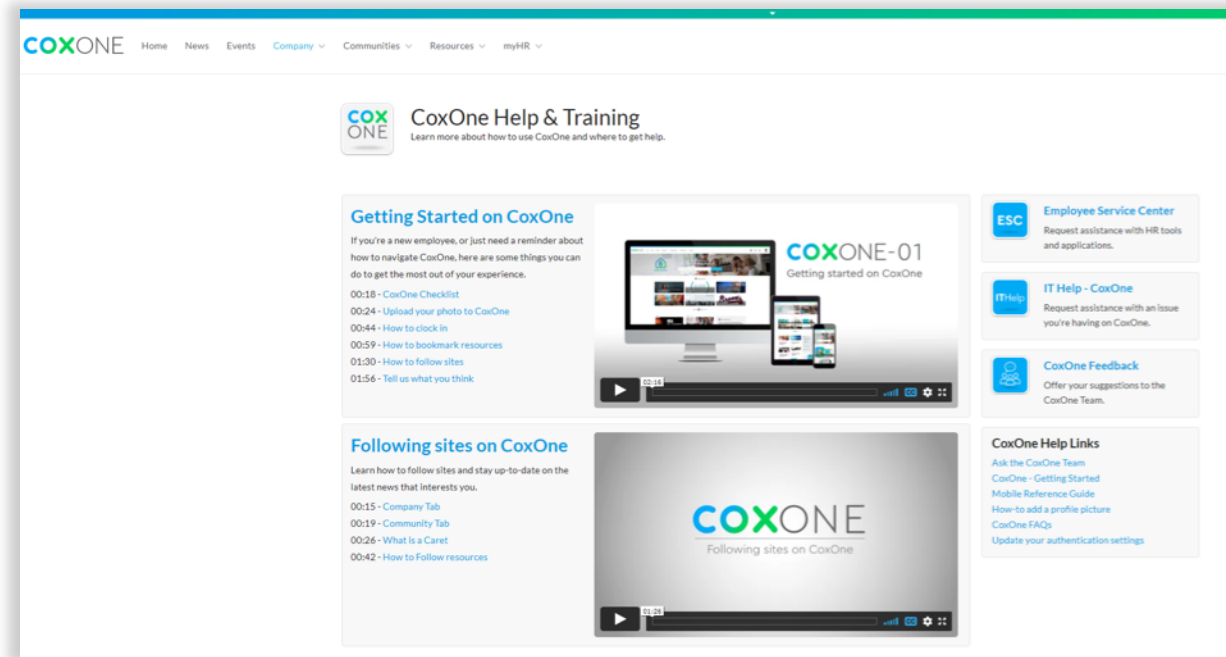 COXONE Home News Events Company Communities Resources myHR
COX
ONE
CoxOne Help & Training
Learn more about how to use CoxOne and where to get help.
Getting Started on CoxOne
If you're a new employee, or just need a reminder about
how to navigate CoxOne, here are some things you can
do to get the most out of your experience.
00:18 - CoxOne Checklist
00:24 - Upload your photo to CoxOne
00:44 - How to clock in
00:59 - How to bookmark resources
01:30 - How to follow sites
01:56 - Tell us what you think
COXONE-01
Getting started on CoxOne
02:16
CC
Following sites on CoxOne
Learn how to follow sites and stay up-to-date on the
latest news that interests you.
00:15 - Company Tab
00:19 - Community Tab
00:26 - What is a Caret
00:42 - How to Follow resources
COXONE
Following sites on CoxOne
01:26
CC
ESC
Employee Service Center
Request assistance with HR tools
and applications.
ITHelp
IT Help - CoxOne
Request assistance with an issue
you're having on CoxOne.
CoxOne Feedback
Offer your suggestions to the
CoxOne Team.
CoxOne Help Links
Ask the CoxOne Team
CoxOne - Getting Started
Mobile Reference Guide
How-to add a profile picture
CoxOne FAQs
Update your authentication settings